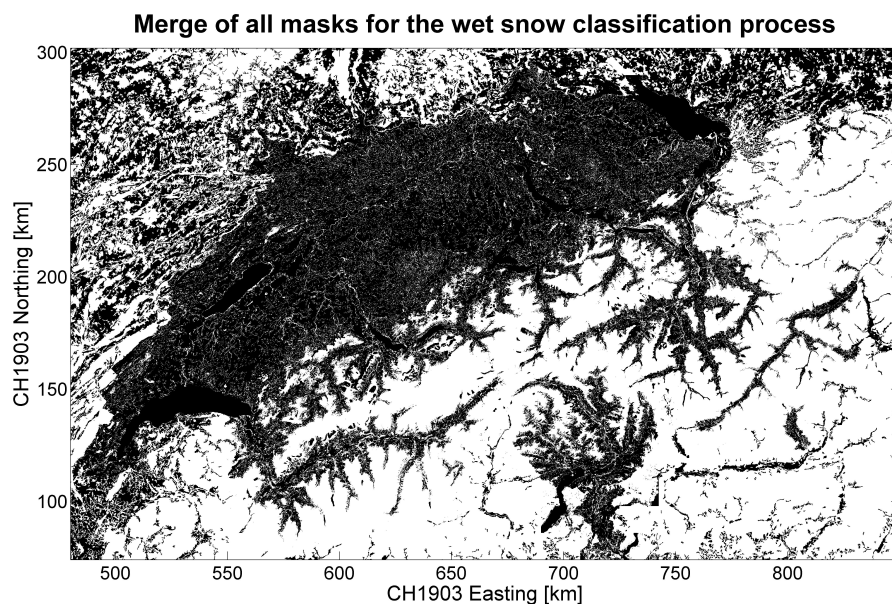 Merge of all masks for the wet snow classification process
300
250
200
150
100
CH1903 Northing [km]
500 550 600 650 700 750 800
CH1903 Easting [km]